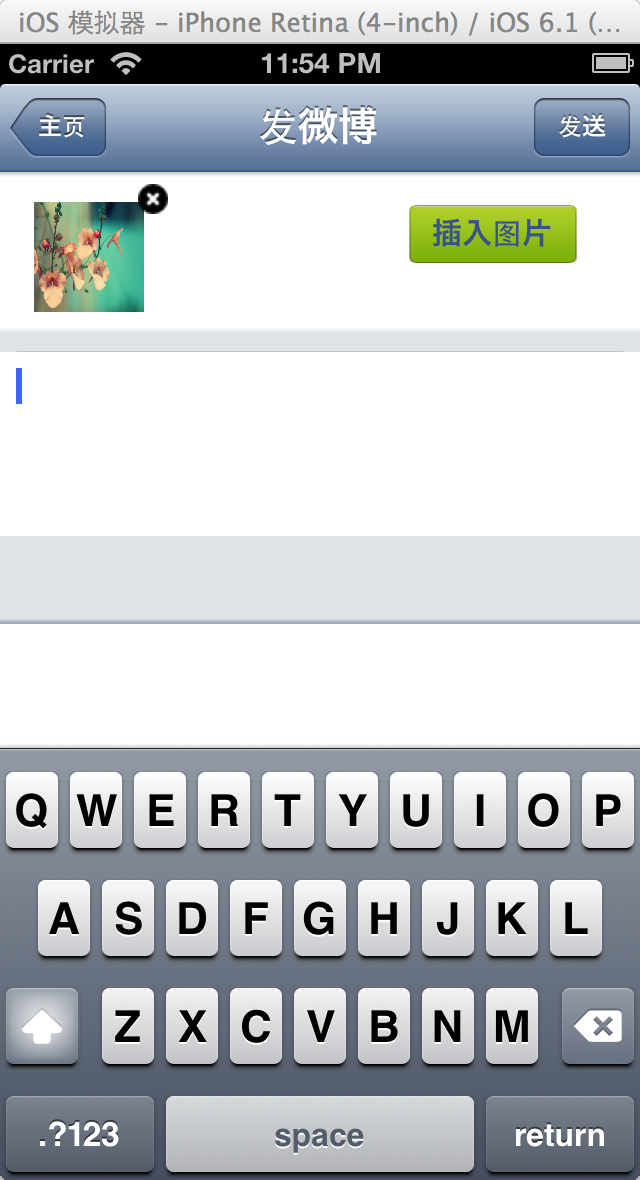 iOS 模拟器 – iPhone Retina (4-inch) / iOS 6.1 (...
Carrier 11:54 PM
主页 发微博 发送
插入图片
Q W E R T Y U I O P
A S D F G H J K L
Z X C V B N M
.?123 space return